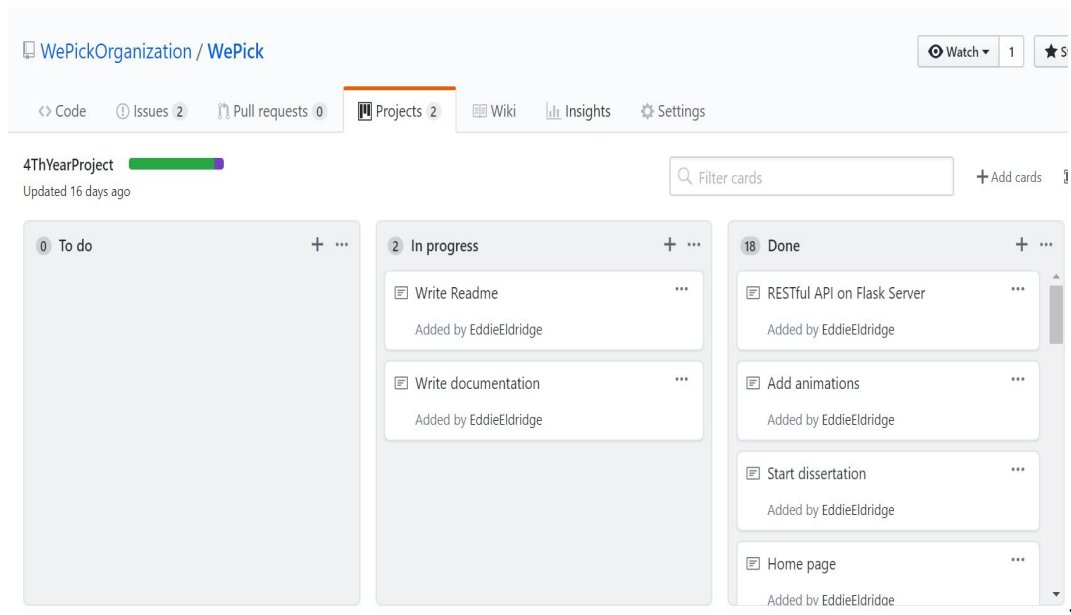 WePickOrganization / WePick
Watch 1
Code Issues 2 Pull requests 0 Projects 2 Wiki Insights Settings
4ThYearProject
Updated 16 days ago
Filter cards
Add cards
0 To do
2 In progress
Write Readme
Added by EddieEldridge
Write documentation
Added by EddieEldridge
18 Done
RESTful API on Flask Server
Added by EddieEldridge
Add animations
Added by EddieEldridge
Start dissertation
Added by EddieEldridge
Home page
Added by EddieEldridge